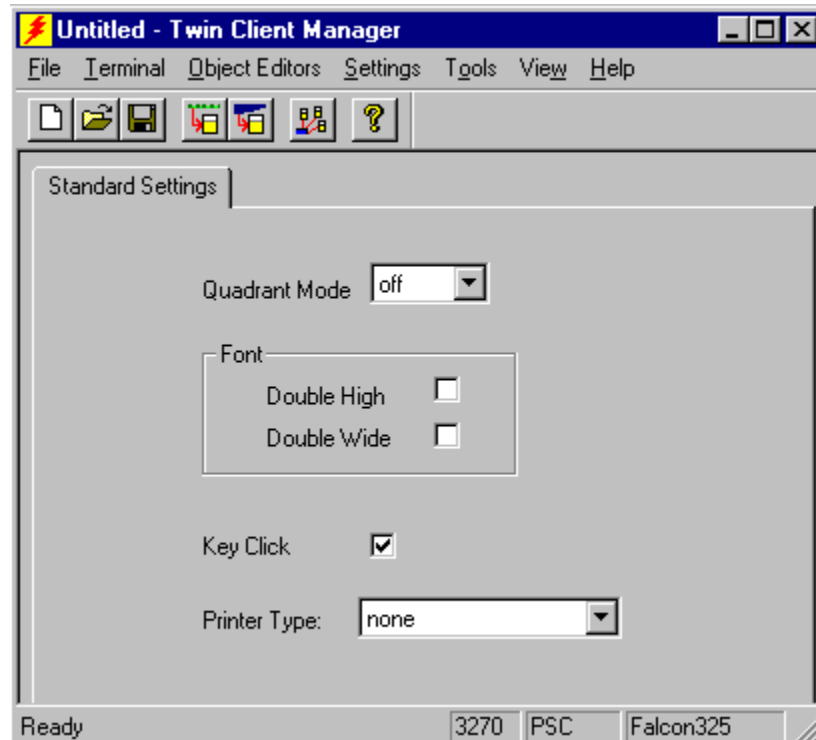 Untitled - Twin Client Manager
File Terminal Object Editors Settings Tools View Help
Standard Settings
Quadrant Mode off
Font
Double High
Double Wide
Key Click
Printer Type: none
Ready 3270 PSC Falcon325